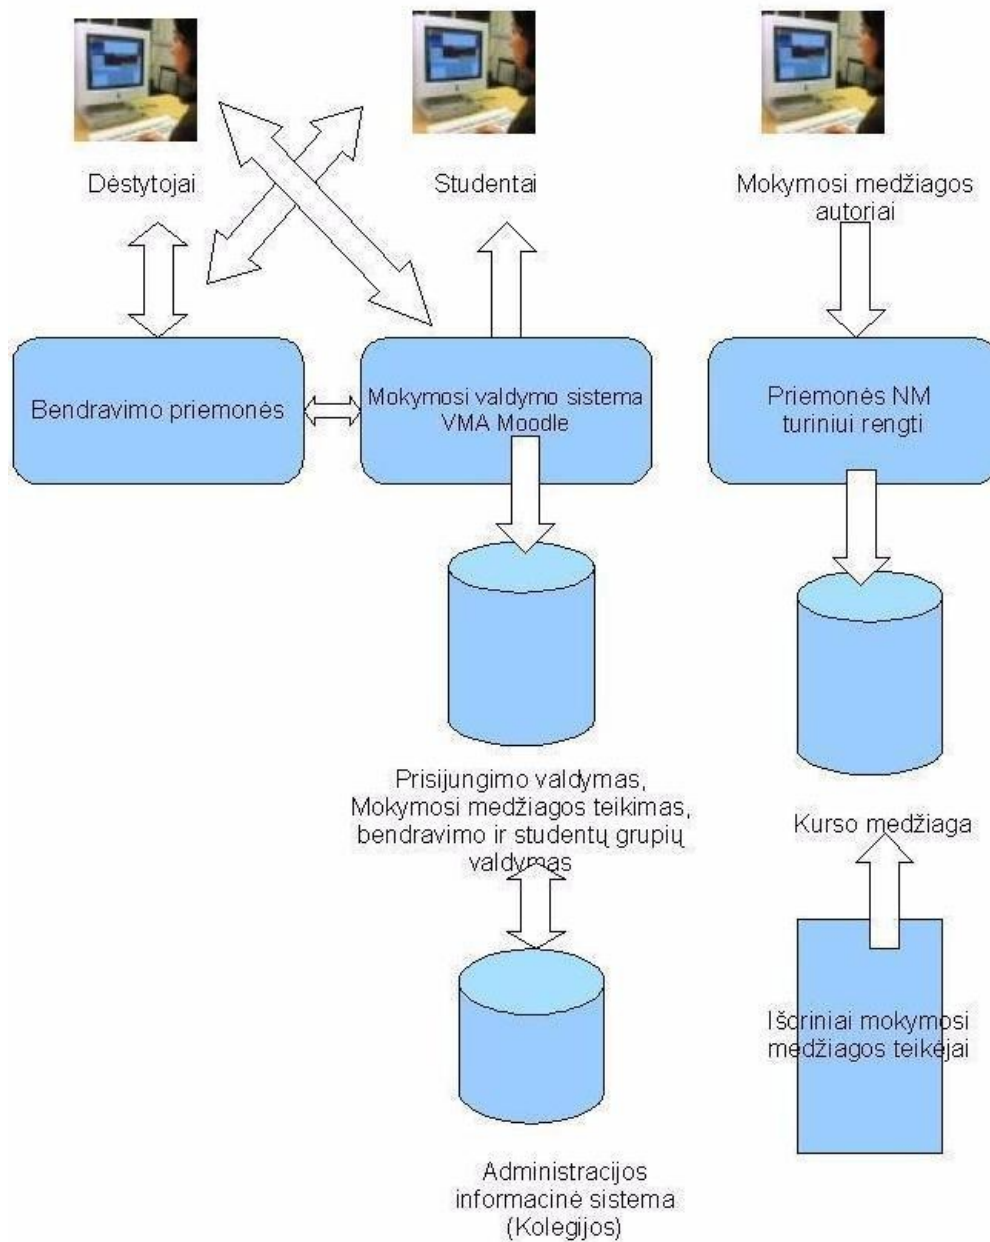 Dėstytojai
Studentai
Mokymosi medžiagos
autoriai
Bendravimo priemonės
Mokymosi valdymo sistema
VMA Moodle
Priemonės NM
turiniui rengti
Prisijungimo valdymas,
Mokymosi medžiagos teikimas,
bendravimo ir studentų grupių
valdymas
Kurso medžiaga
Išoriniai mokymosi
medžiagos teikėjai
Administracijos
informacinė sistema
(Kolegijos)